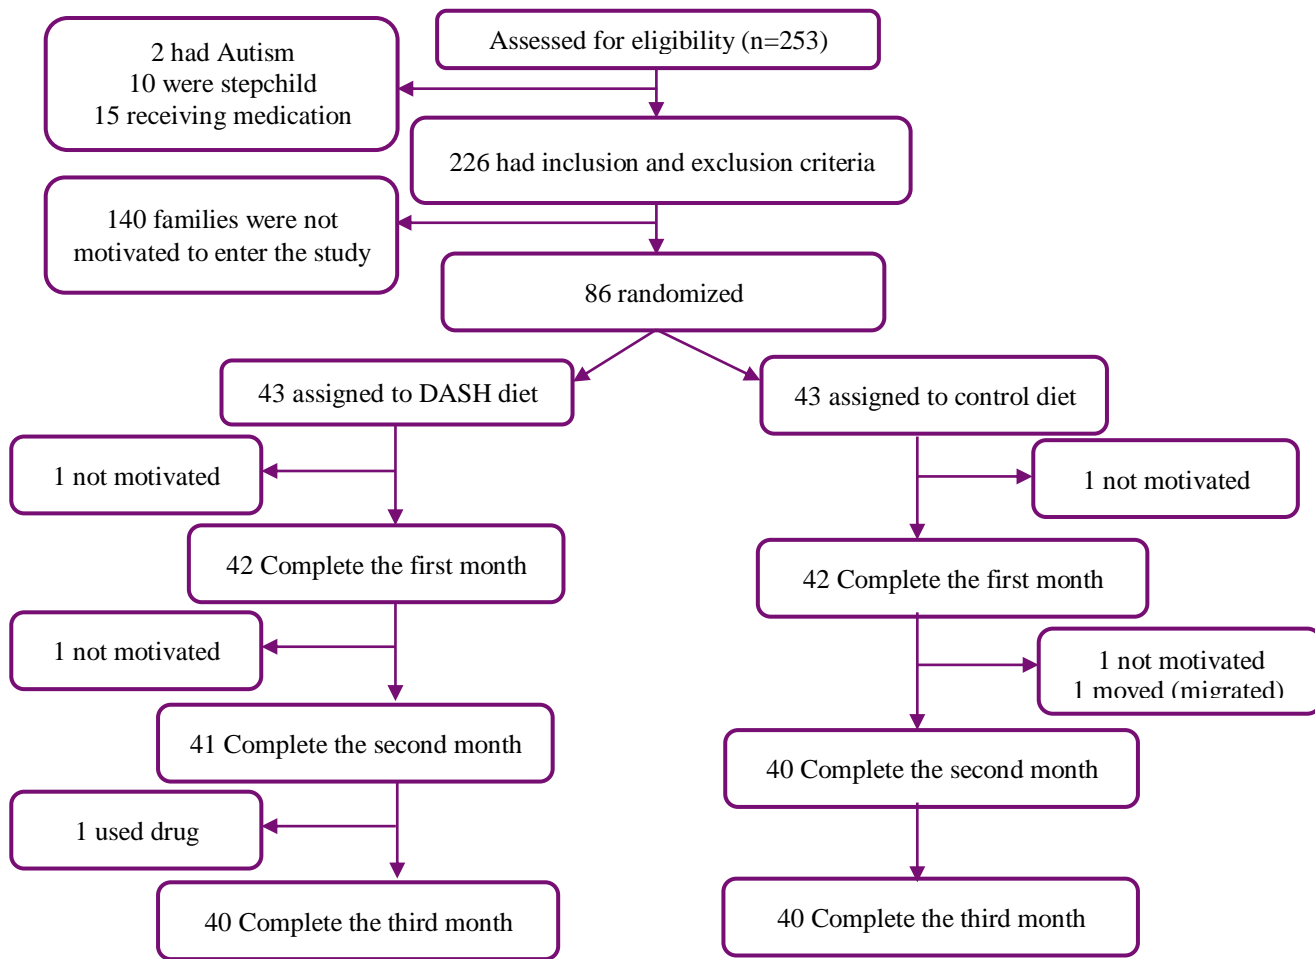 Assessed for eligibility (n=253)
2 had Autism
10 were stepchild
15 receiving medication
226 had inclusion and exclusion criteria
140 families were not
motivated to enter the study
86 randomized
43 assigned to DASH diet
43 assigned to control diet
1 not motivated
1 not motivated
42 Complete the first month
42 Complete the first month
1 not motivated
1 not motivated
1 moved (migrated)
41 Complete the second month
40 Complete the second month
1 used drug
40 Complete the third month
40 Complete the third month